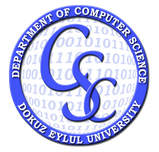 DEPARTMENT OF COMPUTER SCIENCE
CSC
DOKUZ EYLUL UNIVERSITY